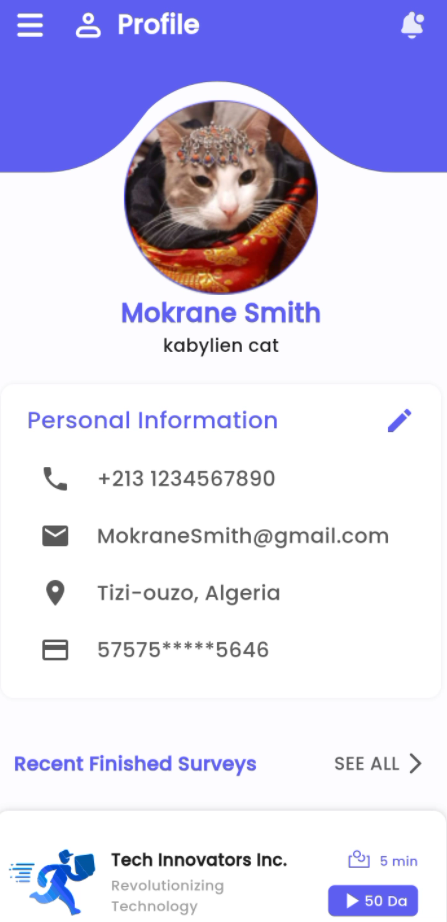 Profile
Mokrane Smith
kabylien cat
Personal Information
+213 1234567890
MokraneSmith@gmail.com
Tizi-ouzo, Algeria
57575*****5646
Recent Finished Surveys SEE ALL
Tech Innovators Inc. 5 min
Revolutionizing
Technology
50 Da